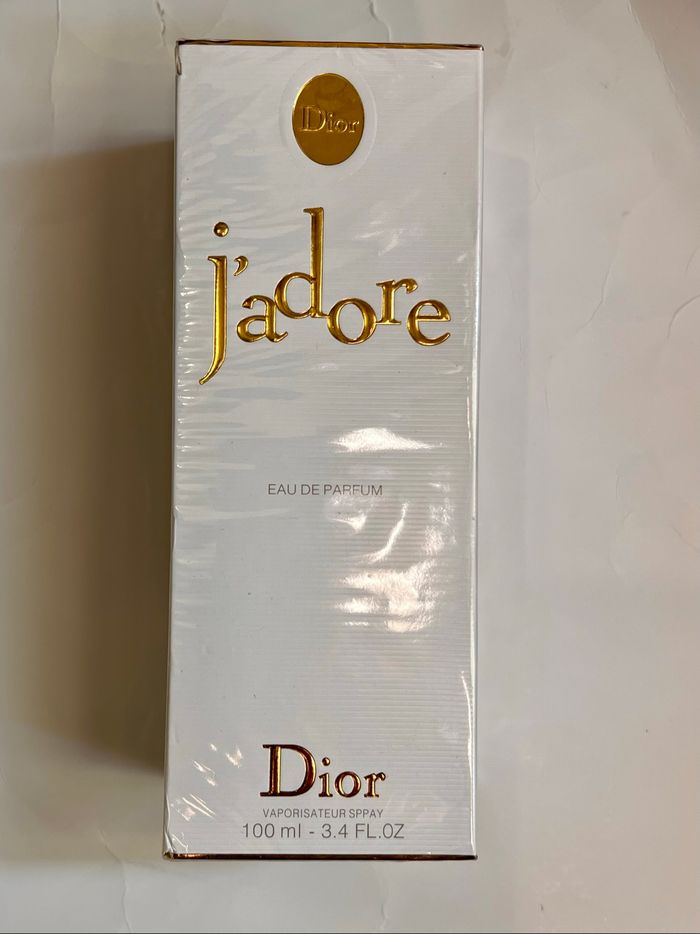 Dior
j'adore
EAU DE PARFUM
Dior
VAPORISATEUR SPPAY
100 ml - 3.4 FL.OZ